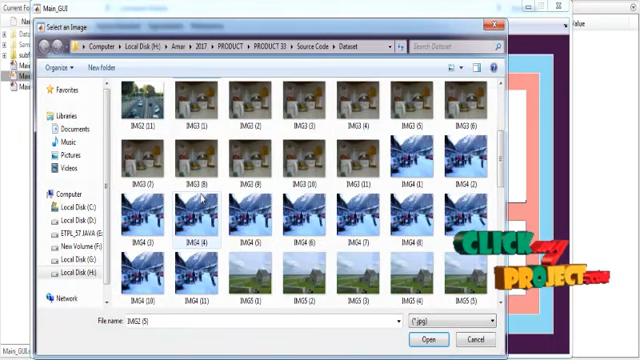 Main_GUI
Select an Image
Computer ▸ Local Disk (H:) ▸ Amar ▸ 2017 ▸ PRODUCT ▸ PRODUCT 33 ▸ Source Code ▸ Dataset
Search Dataset
Organize
New folder
Favorites
Libraries
Documents
Music
Pictures
Videos
Computer
Local Disk (C:)
Local Disk (D:)
ETPL_57.JAVA (E
New Volume (F:)
Local Disk (G:)
Local Disk (H:)
Network
IMG2 (11)
IMG3 (1)
IMG3 (2)
IMG3 (3)
IMG3 (4)
IMG3 (5)
IMG3 (6)
IMG3 (7)
IMG3 (8)
IMG3 (9)
IMG3 (10)
IMG3 (11)
IMG4 (1)
IMG4 (2)
IMG4 (3)
IMG4 (4)
IMG4 (5)
IMG4 (6)
IMG4 (7)
IMG4 (8)
IMG4 (10)
IMG4 (11)
IMG5 (1)
IMG5 (2)
IMG5 (3)
IMG5 (4)
IMG5 (5)
File name:
IMG2 (5)
(*.jpg)
Open
Cancel
Value
CLICK my
PROJECT.com